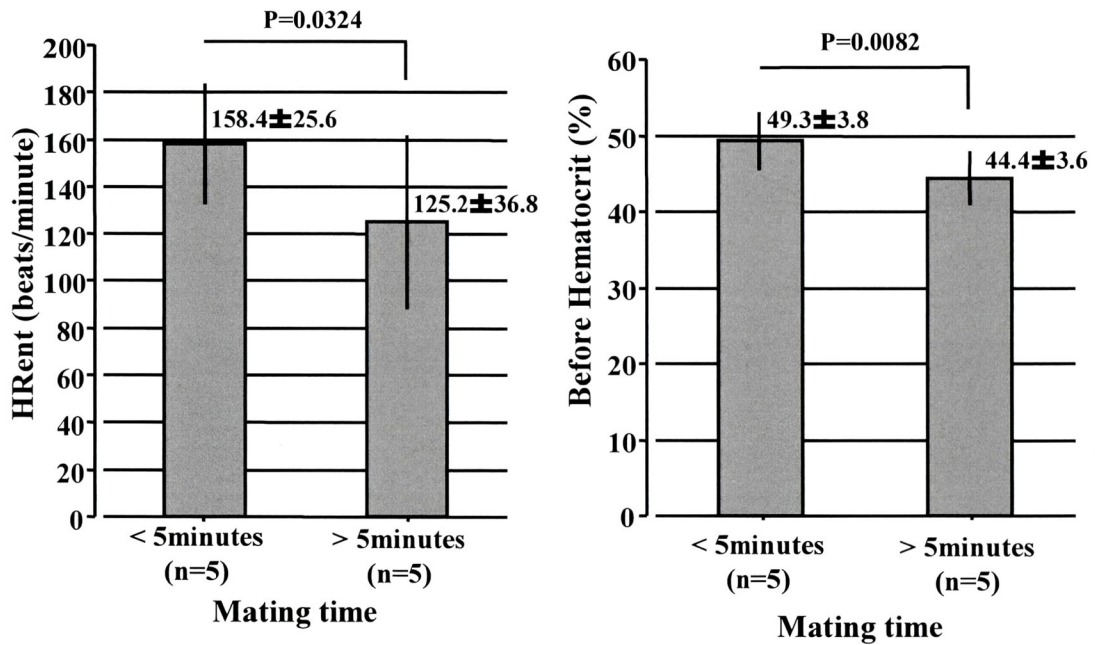 P=0.0324
200
180
160
140
120
100
80
60
40
20
0
HRent (beats/minute)
158.4±25.6
125.2±36.8
< 5minutes
(n=5)
> 5minutes
(n=5)
Mating time
P=0.0082
60
50
40
30
20
10
0
Before Hematocrit (%)
49.3±3.8
44.4±3.6
< 5minutes
(n=5)
> 5minutes
(n=5)
Mating time